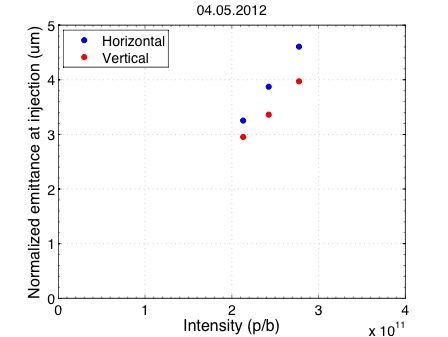 04.05.2012
Normalized emittance at injection (um)
5
4
3
2
1
0
Horizontal
Vertical
0 1 2 3 4
Intensity (p/b)
x 10^11